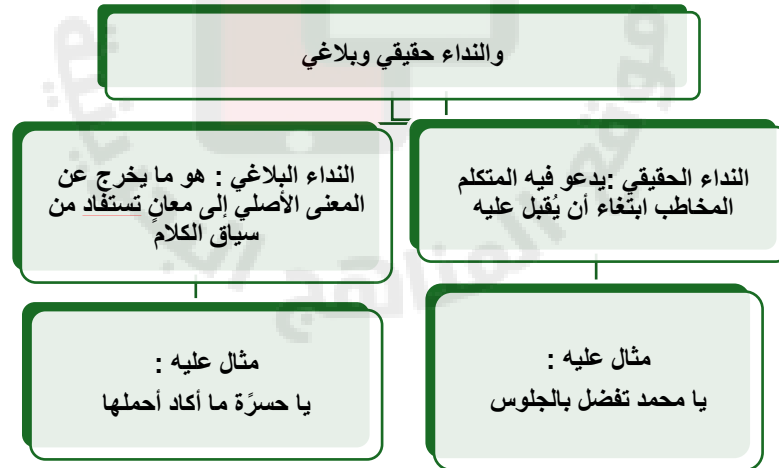 والنداء حقيقي وبلاغي
النداء الحقيقي :يدعو فيه المتكلم
المخاطب ابتغاء أن يُقبل عليه
النداء البلاغي : هو ما يخرج عن
المعنى الأصلي إلى معانٍ تستفاد من
سياق الكلام
مثال عليه :
يا محمد تفضل بالجلوس
مثال عليه :
يا حسرًة ما أكاد أحملها